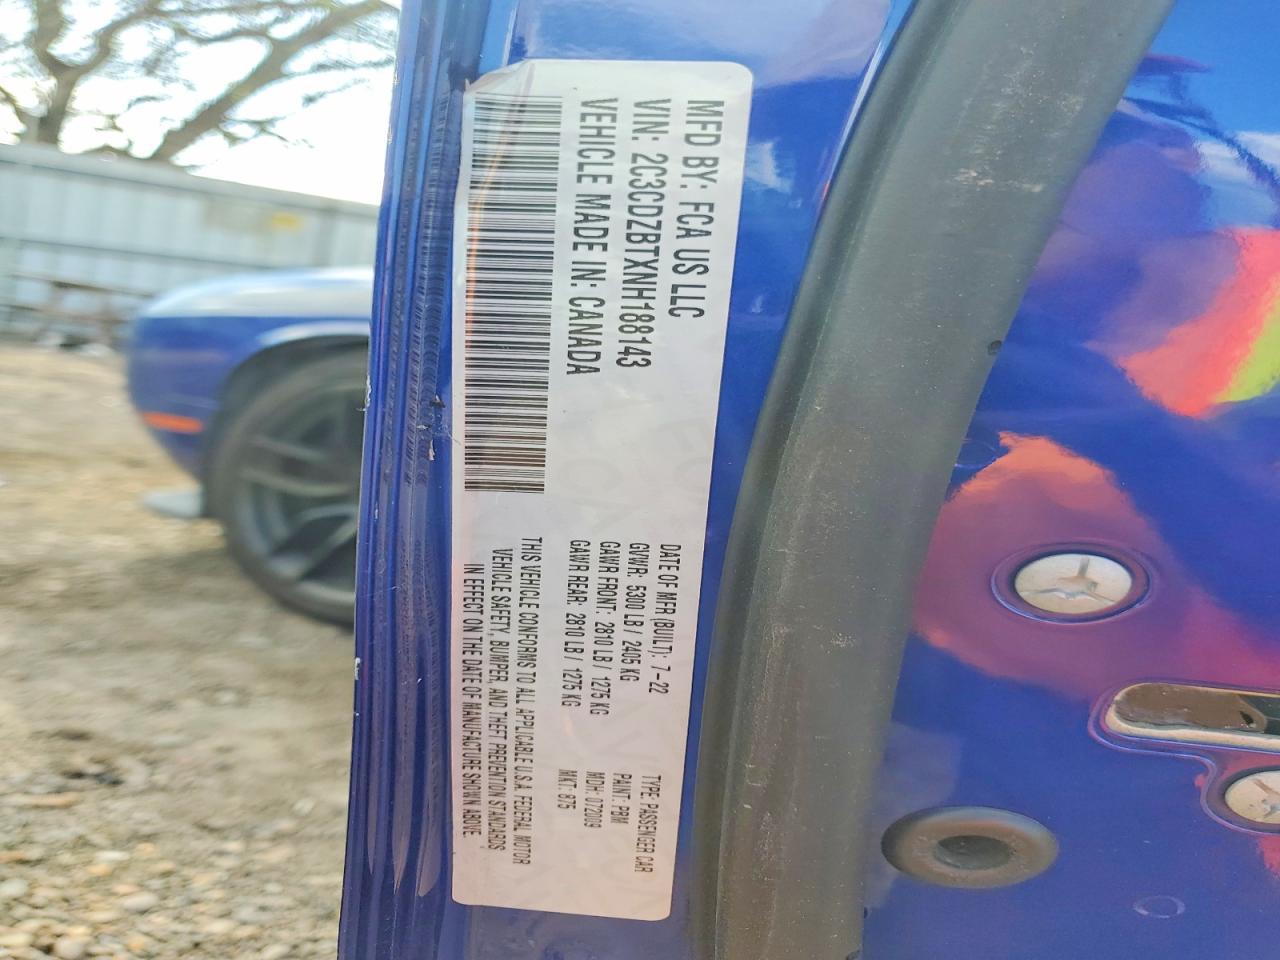 MFD BY: FCA US LLC
VIN: 2C3CDZBTXNH188143
VEHICLE MADE IN: CANADA
DATE OF MFR (BUILT): 7-22
GVWR: 5300 LB / 2405 KG
GAWR FRONT: 2810 LB / 1275 KG
GAWR REAR: 2810 LB / 1275 KG
TYPE: PASSENGER CAR
PAINT: PBM
MDH: 072009
MKT: 875
THIS VEHICLE CONFORMS TO ALL APPLICABLE U.S.A. FEDERAL MOTOR
VEHICLE SAFETY, BUMPER, AND THEFT PREVENTION STANDARDS
IN EFFECT ON THE DATE OF MANUFACTURE SHOWN ABOVE.